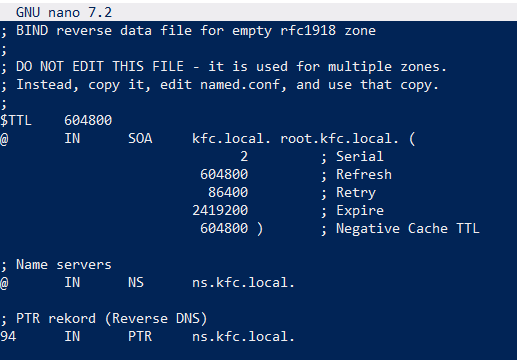 GNU nano 7.2
; BIND reverse data file for empty rfc1918 zone
;
; DO NOT EDIT THIS FILE - it is used for multiple zones.
; Instead, copy it, edit named.conf, and use that copy.
;
$TTL    604800
@       IN      SOA     kfc.local. root.kfc.local. (
                              2         ; Serial
                         604800         ; Refresh
                          86400         ; Retry
                        2419200         ; Expire
                         604800 )       ; Negative Cache TTL
; Name servers
@       IN      NS      ns.kfc.local.
; PTR rekord (Reverse DNS)
94      IN      PTR     ns.kfc.local.